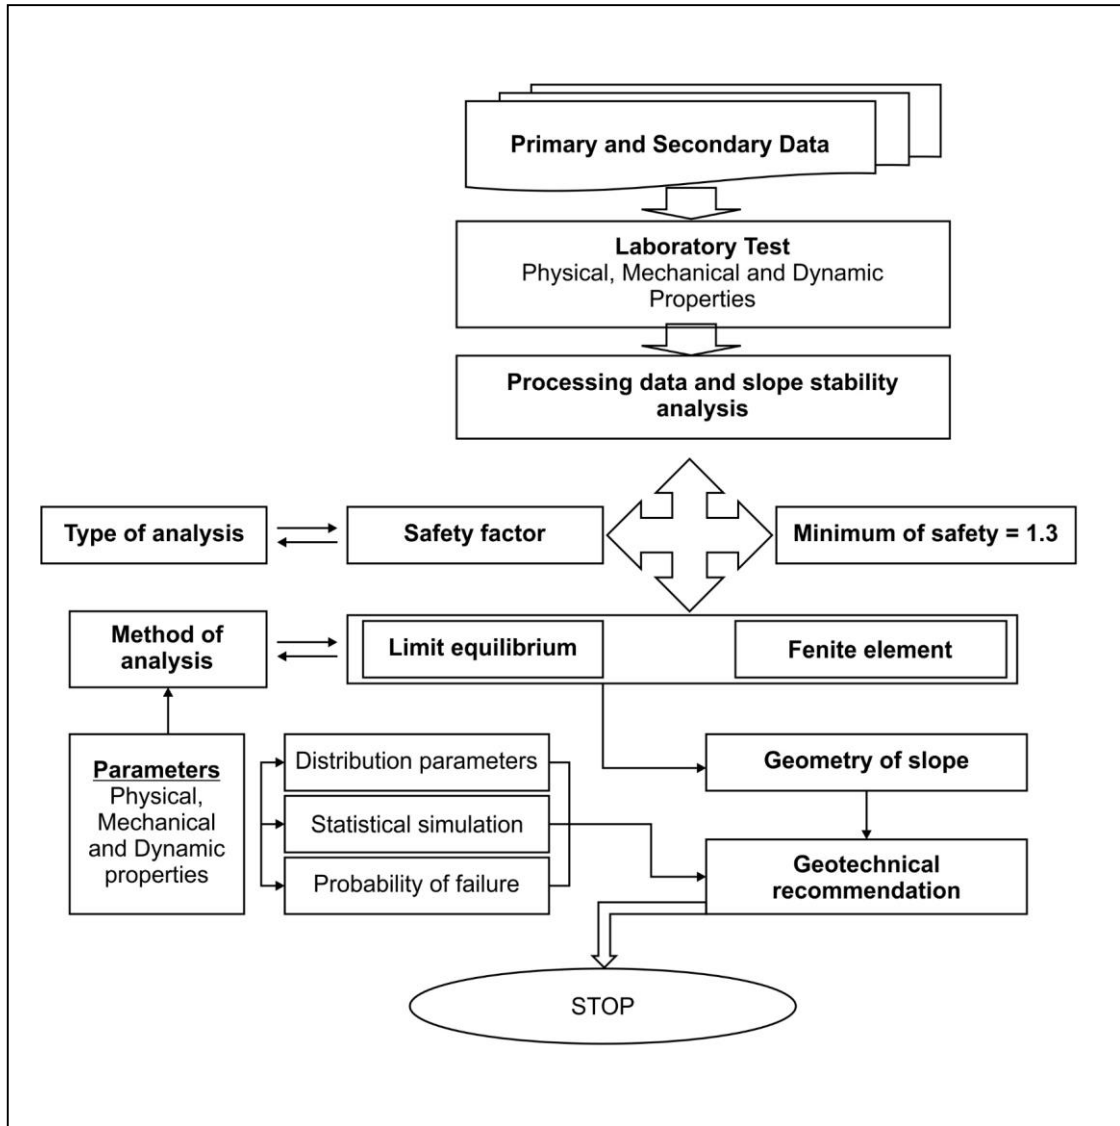 Primary and Secondary Data
Laboratory Test
Physical, Mechanical and Dynamic
Properties
Processing data and slope stability
analysis
Type of analysis
Safety factor
Minimum of safety = 1.3
Method of
analysis
Limit equilibrium
Fenite element
Parameters
Physical,
Mechanical
and Dynamic
properties
Distribution parameters
Statistical simulation
Probability of failure
Geometry of slope
Geotechnical
recommendation
STOP